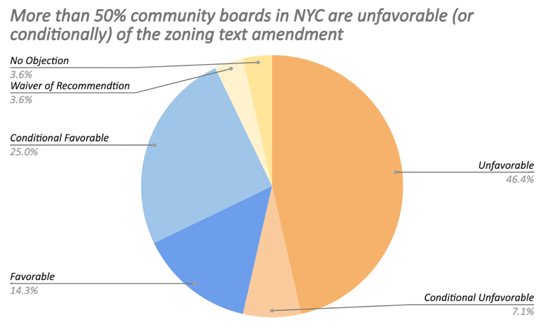 More than 50% community boards in NYC are unfavorable (or
conditionally) of the zoning text amendment
No Objection
3.6%
Waiver of Recommendtion
3.6%
Conditional Favorable
25.0%
Unfavorable
46.4%
Favorable
14.3%
Conditional Unfavorable
7.1%